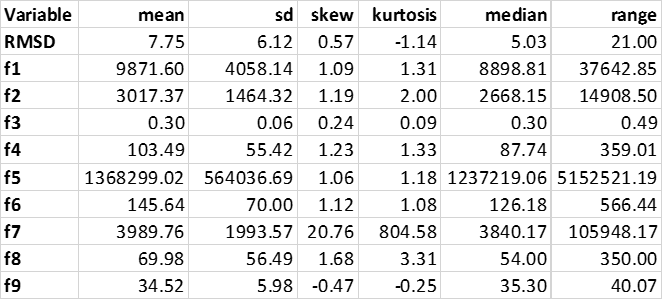 Variable mean sd skew kurtosis median range
RMSD 7.75 6.12 0.57 -1.14 5.03 21.00
f1 9871.60 4058.14 1.09 1.31 8898.81 37642.85
f2 3017.37 1464.32 1.19 2.00 2668.15 14908.50
f3 0.30 0.06 0.24 0.09 0.30 0.49
f4 103.49 55.42 1.23 1.33 87.74 359.01
f5 1368299.02 564036.69 1.06 1.18 1237219.06 5152521.19
f6 145.64 70.00 1.12 1.08 126.18 566.44
f7 3989.76 1993.57 20.76 804.58 3840.17 105948.17
f8 69.98 56.49 1.68 3.31 54.00 350.00
f9 34.52 5.98 -0.47 -0.25 35.30 40.07